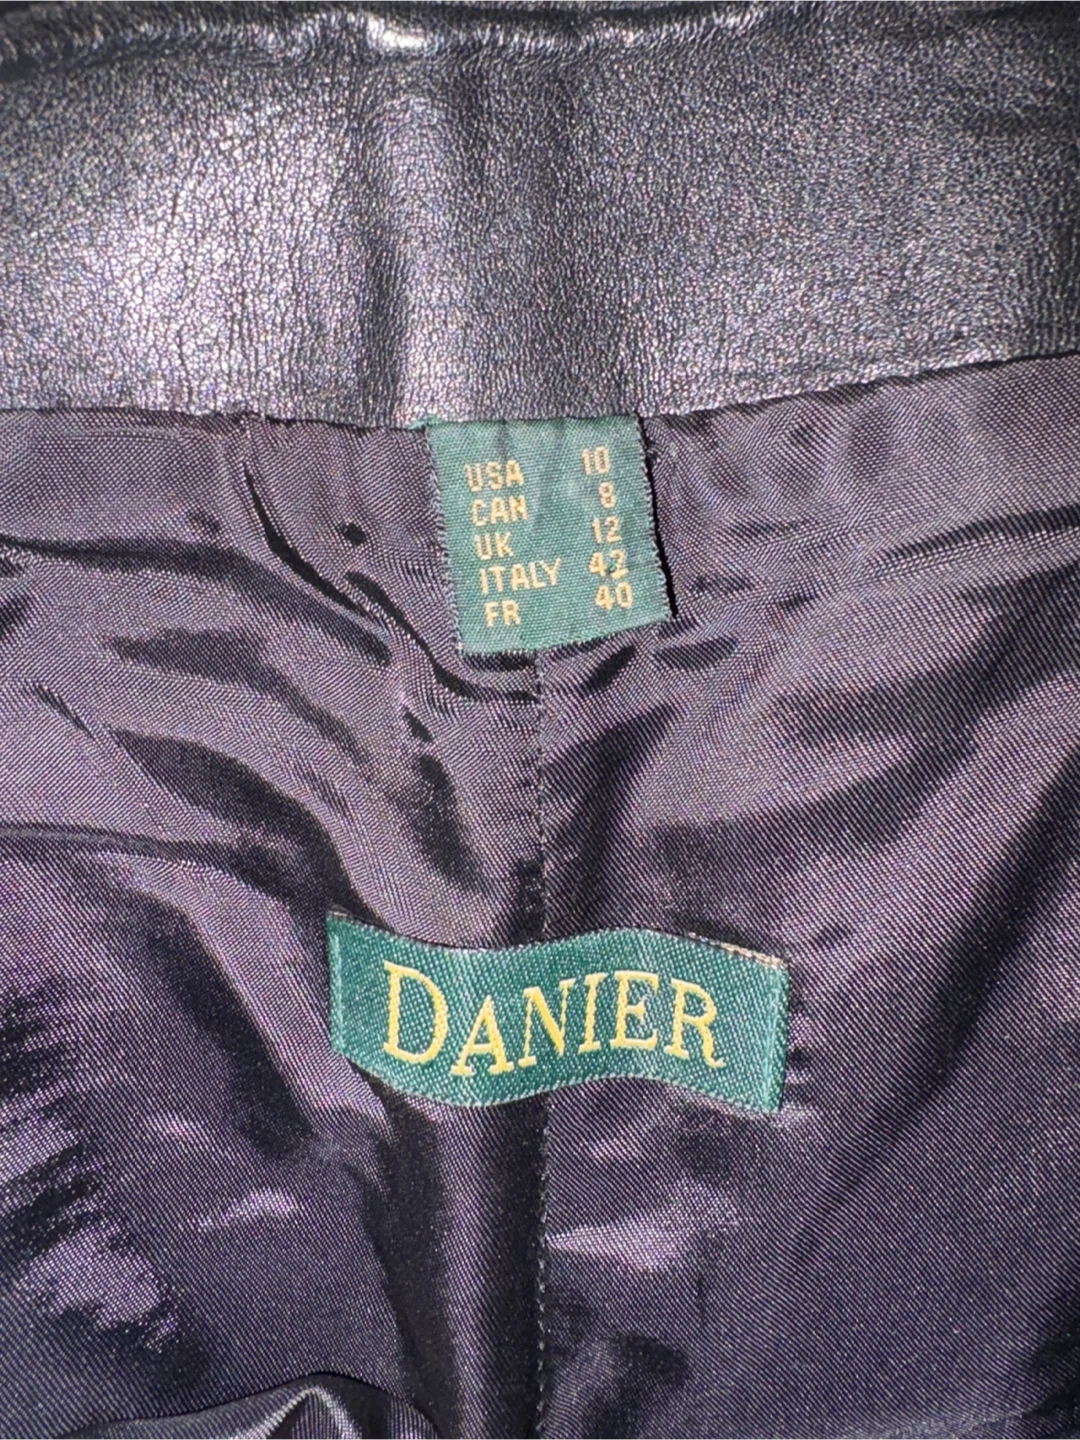 USA 10
CAN 8
UK 12
ITALY 42
FR 40
DANIER